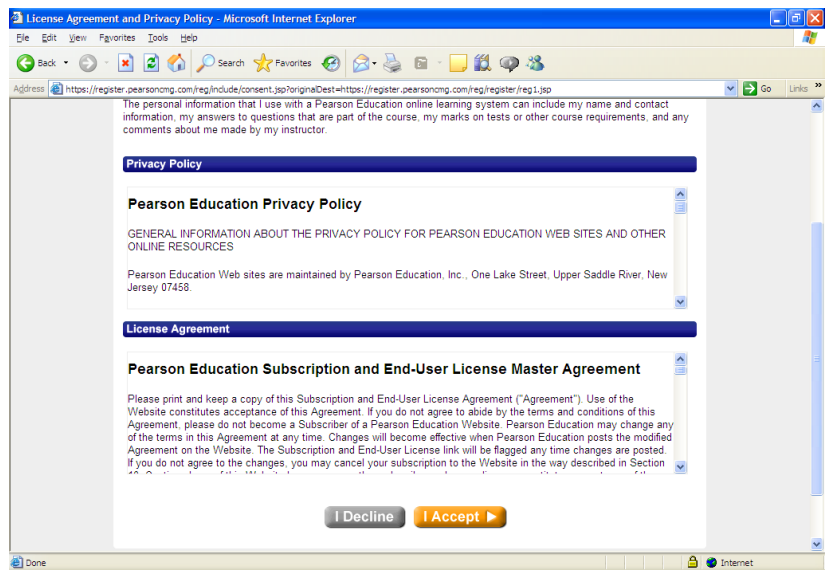 License Agreement and Privacy Policy - Microsoft Internet Explorer
File Edit View Favorites Tools Help
Back Search Favorites
Address https://register.pearsoncmg.com/reg/include/consent.jsp?originalDest=https://register.pearsoncmg.com/reg/register/reg1.jsp Go Links »
The personal information that I use with a Pearson Education online learning system can include my name and contact
information, my answers to questions that are part of the course, my marks on tests or other course requirements, and any
comments about me made by my instructor.
Privacy Policy
Pearson Education Privacy Policy
GENERAL INFORMATION ABOUT THE PRIVACY POLICY FOR PEARSON EDUCATION WEB SITES AND OTHER
ONLINE RESOURCES
Pearson Education Web sites are maintained by Pearson Education, Inc., One Lake Street, Upper Saddle River, New
Jersey 07458.
License Agreement
Pearson Education Subscription and End-User License Master Agreement
Please print and keep a copy of this Subscription and End-User License Agreement ("Agreement"). Use of the
Website constitutes acceptance of this Agreement. If you do not agree to abide by the terms and conditions of this
Agreement, please do not become a Subscriber of a Pearson Education Website. Pearson Education may change any
of the terms in this Agreement at any time. Changes will become effective when Pearson Education posts the modified
Agreement on the Website. The Subscription and End-User License link will be flagged any time changes are posted.
If you do not agree to the changes, you may cancel your subscription to the Website in the way described in Section
I Decline I Accept
Done Internet